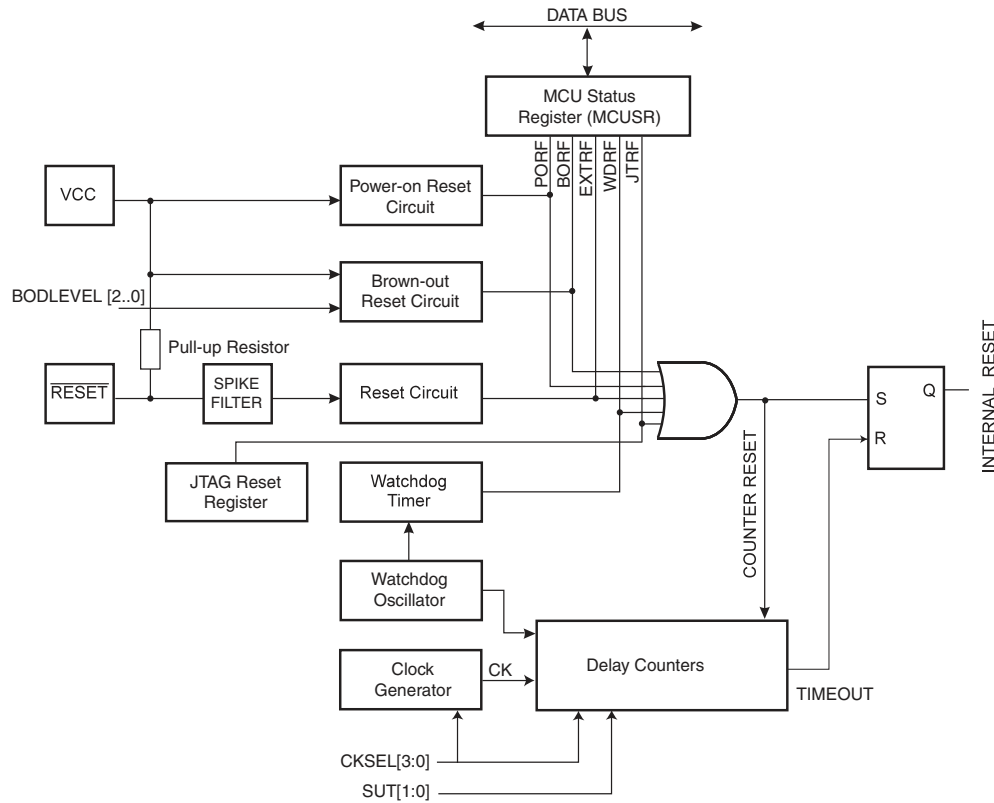 DATA BUS
MCU Status
Register (MCUSR)
PORF
BORF
EXTRF
WDRF
JTRF
VCC
Power-on Reset
Circuit
Brown-out
Reset Circuit
BODLEVEL [2..0]
Pull-up Resistor
RESET
SPIKE
FILTER
Reset Circuit
JTAG Reset
Register
Watchdog
Timer
Watchdog
Oscillator
Clock
Generator
CK
Delay Counters
CKSEL[3:0]
SUT[1:0]
COUNTER RESET
TIMEOUT
S
Q
R
INTERNAL RESET